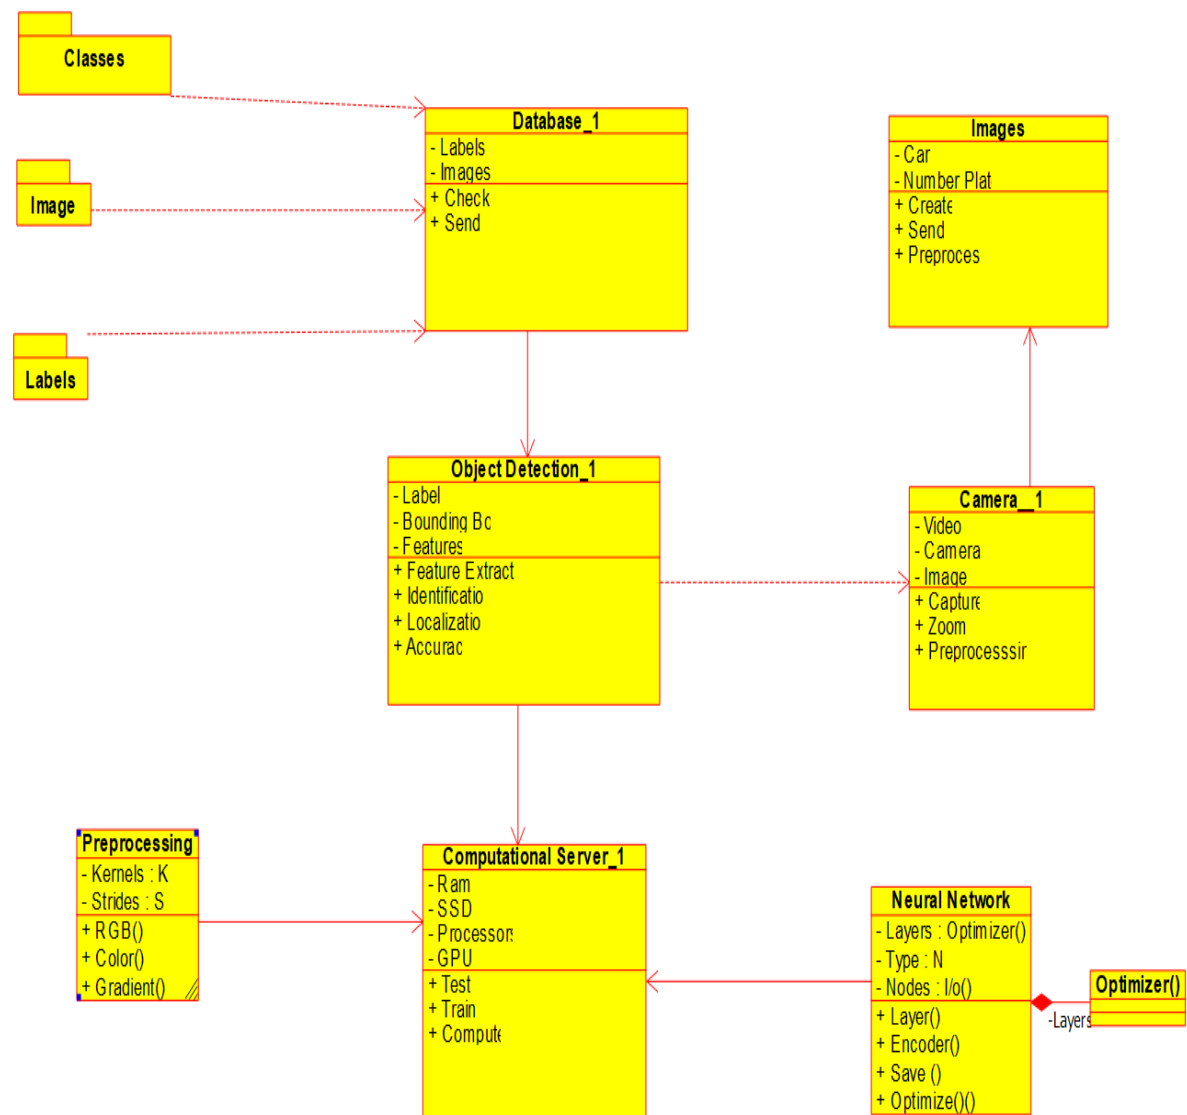 Classes
Database_1
- Labels
- Images
+ Check
+ Send
Images
- Car
- Number Plat
+ Create
+ Send
+ Preproces
Image
Labels
Object Detection_1
- Label
- Bounding Bo
- Features
+ Feature Extract
+ Identificatio
+ Localizatio
+ Accurac
Camera__1
- Video
- Camera
- Image
+ Capture
+ Zoom
+ Preprocesssin
Preprocessing
- Kernels : K
- Strides : S
+ RGB()
+ Color()
+ Gradient()
Computational Server_1
- Ram
- SSD
- Processors
- GPU
+ Test
+ Train
+ Compute
Neural Network
- Layers : Optimizer()
- Type : N
- Nodes : I/o()
+ Layer()
+ Encoder()
+ Save ()
+ Optimize()()
-Layers
Optimizer()